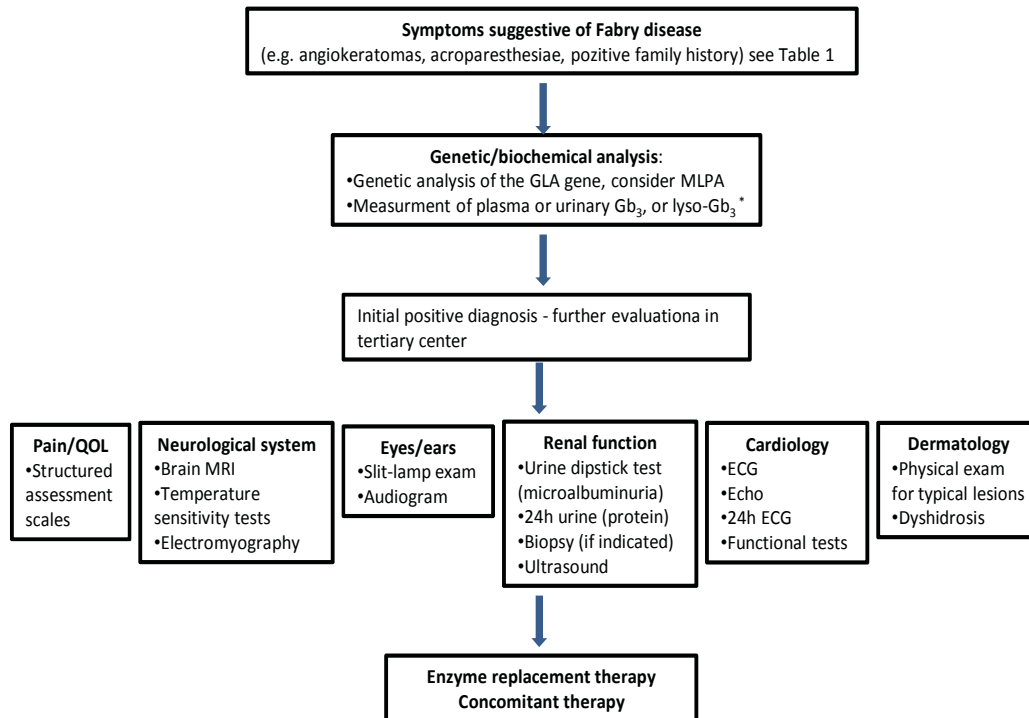 Symptoms suggestive of Fabry disease
(e.g. angiokeratomas, acroparesthesiae, pozitive family history) see Table 1
Genetic/biochemical analysis:
•Genetic analysis of the GLA gene, consider MLPA
•Measurment of plasma or urinary Gb₃, or lyso-Gb₃ *
Initial positive diagnosis - further evaluationa in
tertiary center
Pain/QOL
•Structured
assessment
scales
Neurological system
•Brain MRI
•Temperature
sensitivity tests
•Electromyography
Eyes/ears
•Slit-lamp exam
•Audiogram
Renal function
•Urine dipstick test
(microalbuminuria)
•24h urine (protein)
•Biopsy (if indicated)
•Ultrasound
Cardiology
•ECG
•Echo
•24h ECG
•Functional tests
Dermatology
•Physical exam
for typical lesions
•Dyshidrosis
Enzyme replacement therapy
Concomitant therapy